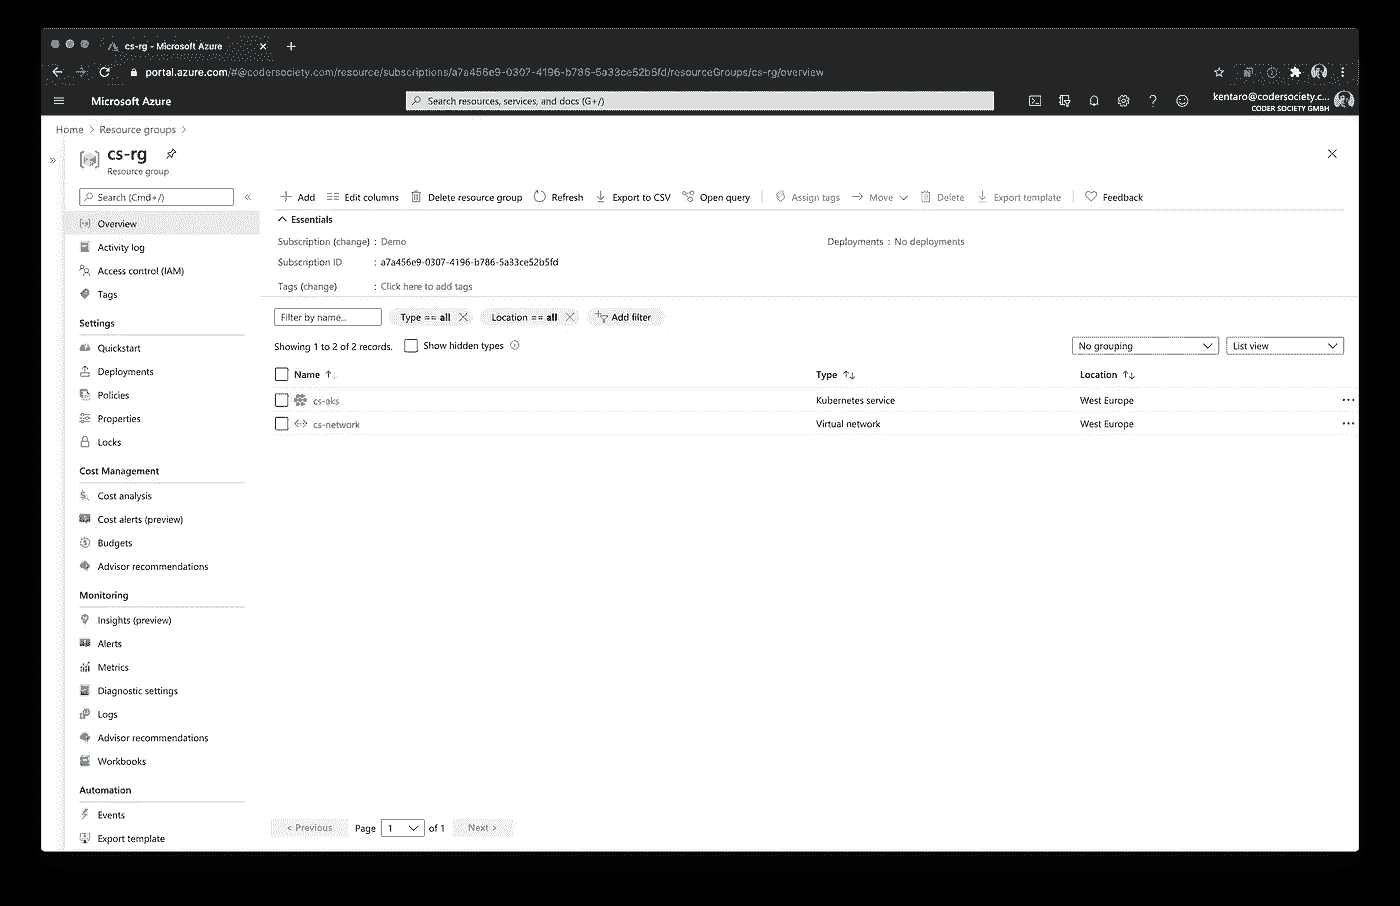 cs-rg - Microsoft Azure
portal.azure.com/#@codersociety.com/resource/subscriptions/a7a456e9-0307-4196-b786-5a33ce52b5fd/resourceGroups/cs-rg/overview
Microsoft Azure
Search resources, services, and docs (G+/)
kentaro@codersociety.c...
CODER SOCIETY GMBH
Home > Resource groups >
cs-rg
Resource group
Search (Cmd+/)
Add Edit columns Delete resource group Refresh Export to CSV Open query Assign tags Move Delete Export template Feedback
Essentials
Subscription (change) : Demo
Deployments : No deployments
Subscription ID : a7a456e9-0307-4196-b786-5a33ce52b5fd
Tags (change) : Click here to add tags
Filter by name...
Type == all
Location == all
Add filter
Showing 1 to 2 of 2 records.
Show hidden types
No grouping
List view
Name Type Location
cs-aks Kubernetes service West Europe ...
cs-network Virtual network West Europe ...
Overview
Activity log
Access control (IAM)
Tags
Settings
Quickstart
Deployments
Policies
Properties
Locks
Cost Management
Cost analysis
Cost alerts (preview)
Budgets
Advisor recommendations
Monitoring
Insights (preview)
Alerts
Metrics
Diagnostic settings
Logs
Advisor recommendations
Workbooks
Automation
Events
Export template
< Previous Page 1 of 1 Next >